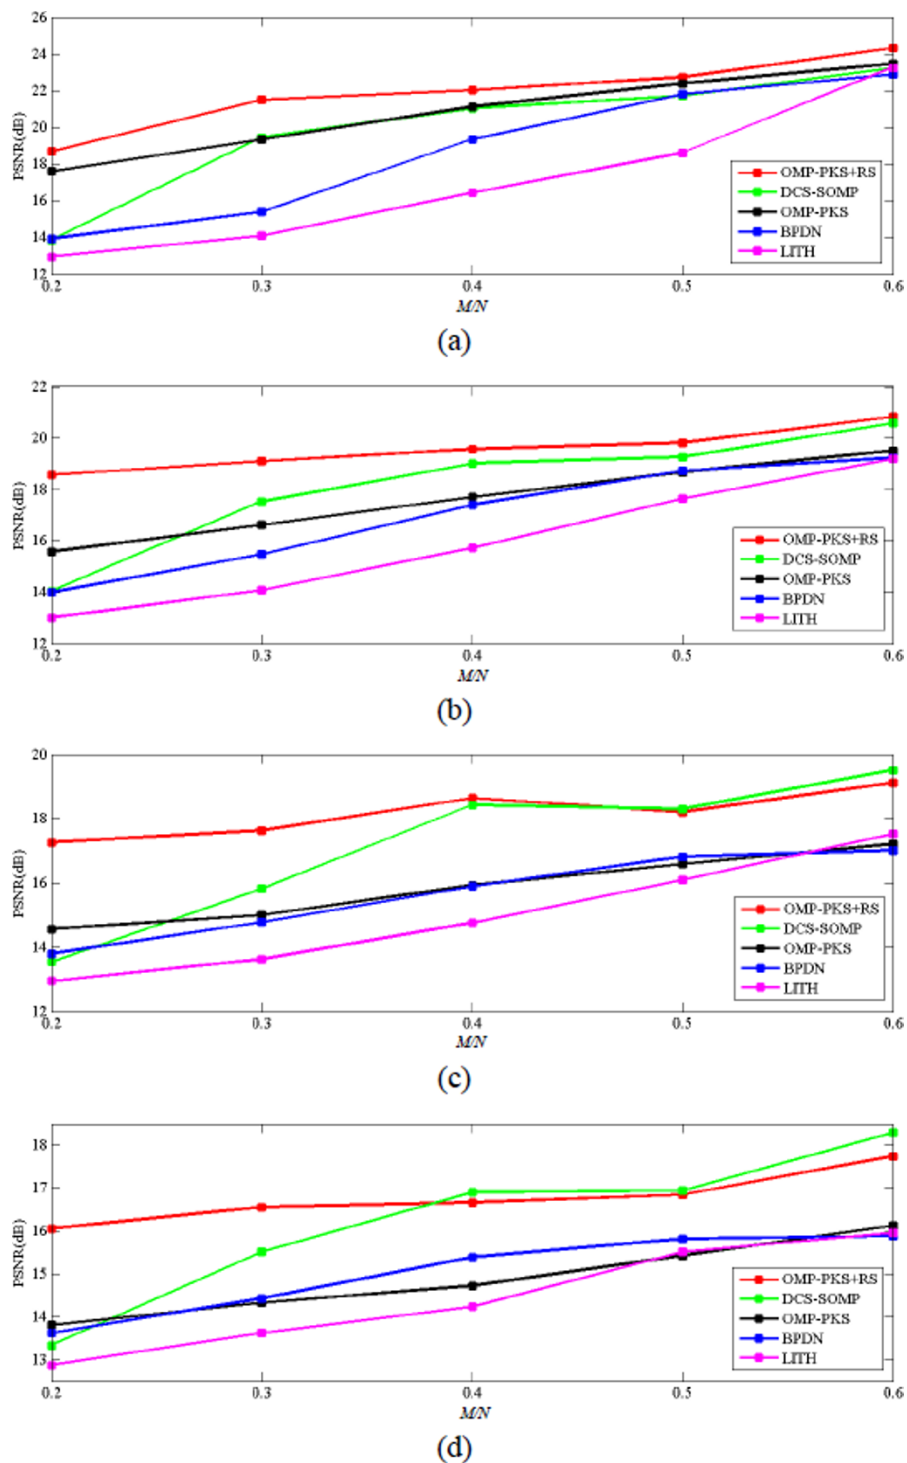 26
24
22
20
18
16
14
12
PSNR(dB)
0.2 0.3 0.4 0.5 0.6
M/N
OMP-PKS+RS
DCS-SOMP
OMP-PKS
BPDN
LITH
(a)
22
20
18
16
14
12
PSNR(dB)
0.2 0.3 0.4 0.5 0.6
M/N
OMP-PKS+RS
DCS-SOMP
OMP-PKS
BPDN
LITH
(b)
20
18
16
14
12
PSNR(dB)
0.2 0.3 0.4 0.5 0.6
M/N
OMP-PKS+RS
DCS-SOMP
OMP-PKS
BPDN
LITH
(c)
18
17
16
15
14
13
PSNR(dB)
0.2 0.3 0.4 0.5 0.6
M/N
OMP-PKS+RS
DCS-SOMP
OMP-PKS
BPDN
LITH
(d)